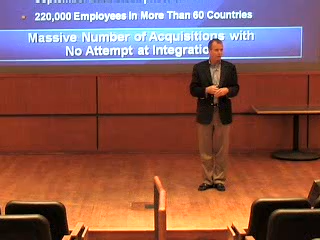 220,000 Employees in More Than 60 Countries
Massive Number of Acquisitions with
No Attempt at Integration